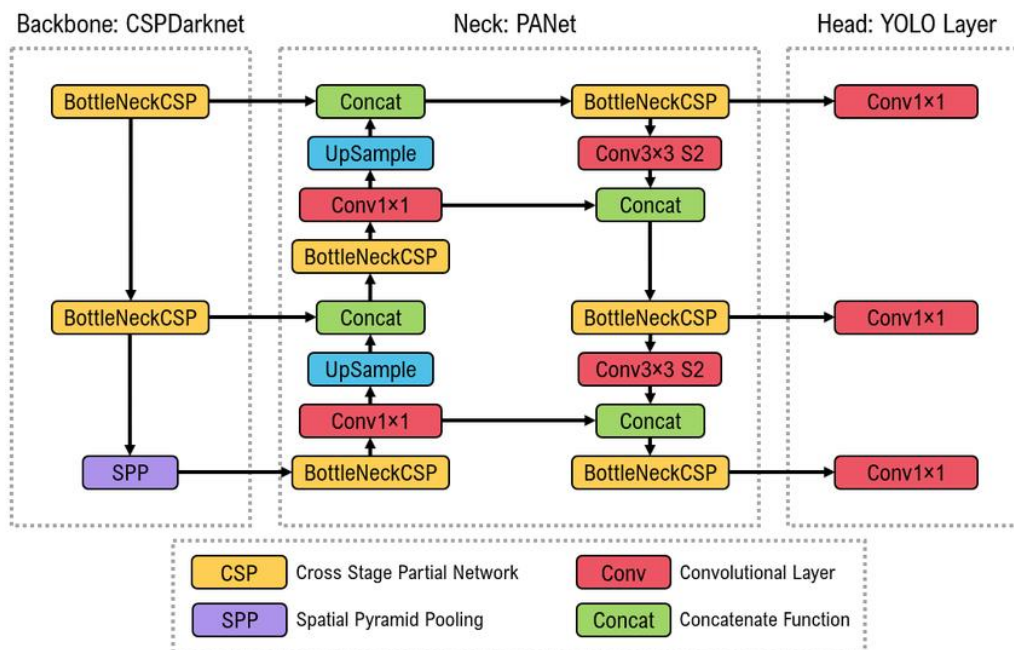 Backbone: CSPDarknet
Neck: PANet
Head: YOLO Layer
BottleNeckCSP
Concat
BottleNeckCSP
Conv1×1
UpSample
Conv3×3 S2
Conv1×1
Concat
BottleNeckCSP
BottleNeckCSP
Concat
BottleNeckCSP
Conv1×1
UpSample
Conv3×3 S2
Conv1×1
Concat
SPP
BottleNeckCSP
BottleNeckCSP
Conv1×1
CSP
Cross Stage Partial Network
Conv
Convolutional Layer
SPP
Spatial Pyramid Pooling
Concat
Concatenate Function